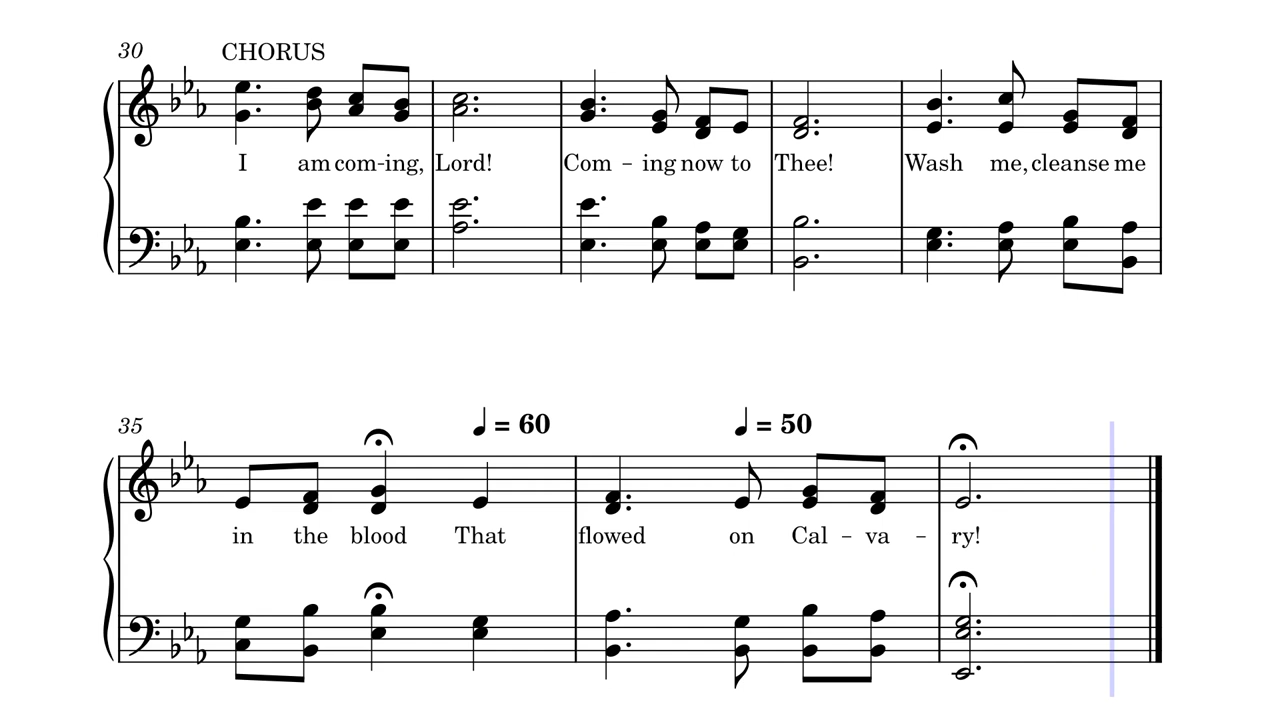 30 CHORUS
I am com-ing, Lord! Com - ing now to Thee! Wash me, cleanse me
35 ♩ = 60 ♩ = 50
in the blood That flowed on Cal - va - ry!